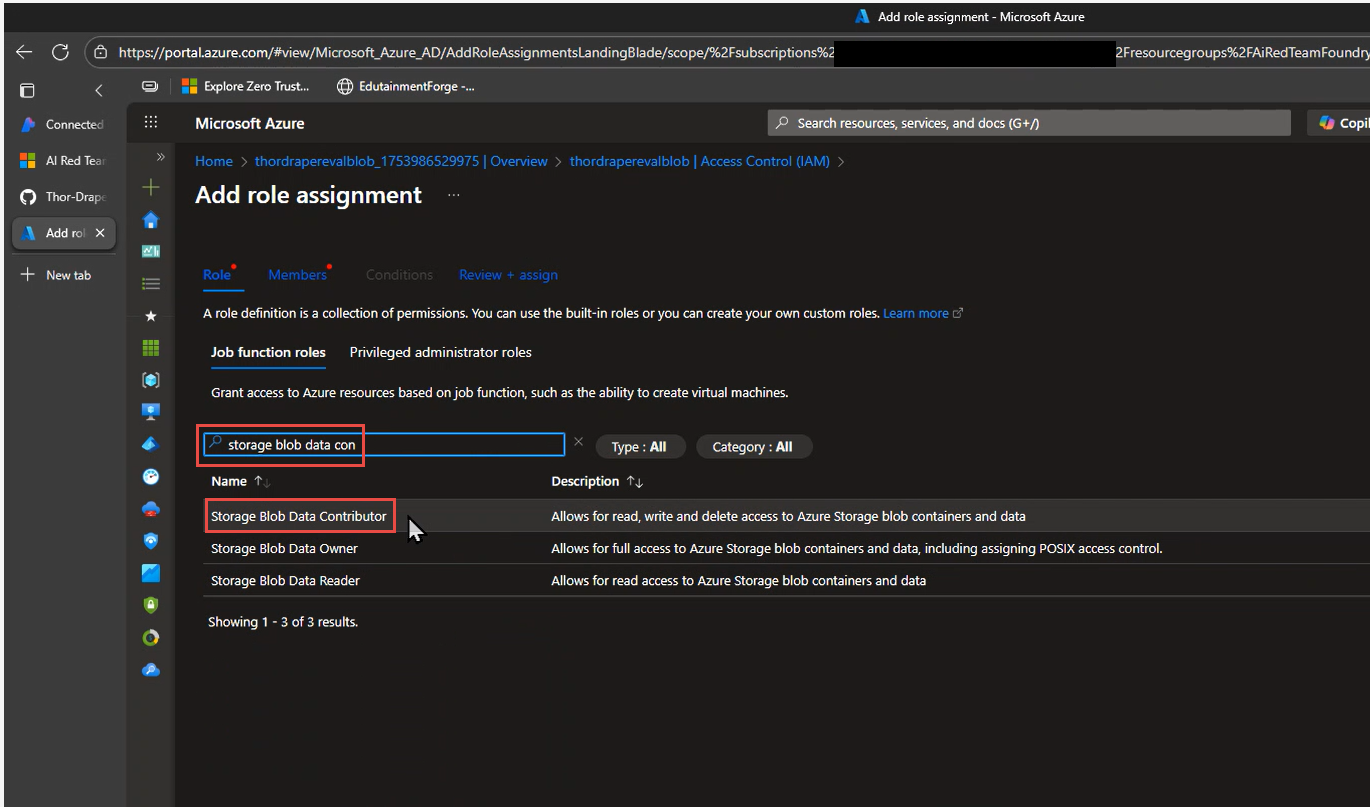 Add role assignment - Microsoft Azure
https://portal.azure.com/#view/Microsoft_Azure_AD/AddRoleAssignmentsLandingBlade/scope/%2Fsubscriptions%2
2Fresourcegroups%2FAiRedTeamFoundry
Explore Zero Trust...
EdutainmentForge -...
Connected
AI Red Tear
Thor-Drape
Add rol
New tab
Microsoft Azure
Search resources, services, and docs (G+/)
Copil
Home > thordraperevalblob_1753986529975 | Overview > thordraperevalblob | Access Control (IAM) >
Add role assignment ...
Role Members Conditions Review + assign
A role definition is a collection of permissions. You can use the built-in roles or you can create your own custom roles. Learn more
Job function roles Privileged administrator roles
Grant access to Azure resources based on job function, such as the ability to create virtual machines.
storage blob data con
Type : All Category : All
Name ↑↓ Description ↑↓
Storage Blob Data Contributor Allows for read, write and delete access to Azure Storage blob containers and data
Storage Blob Data Owner Allows for full access to Azure Storage blob containers and data, including assigning POSIX access control.
Storage Blob Data Reader Allows for read access to Azure Storage blob containers and data
Showing 1 - 3 of 3 results.